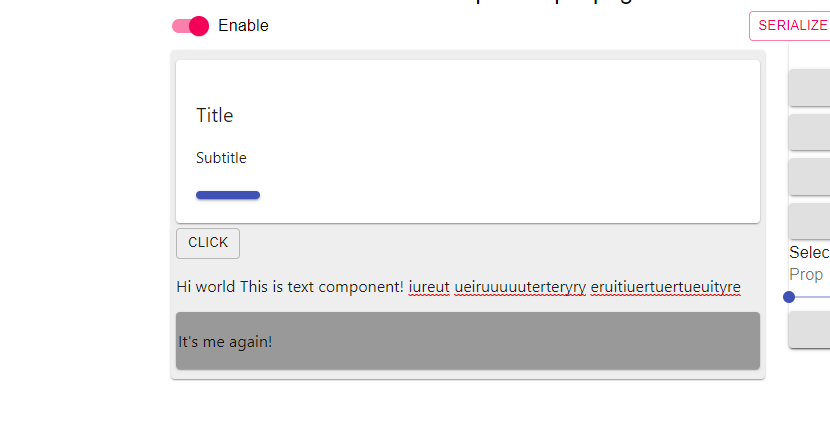 Enable
SERIALIZE
Title
Subtitle
CLICK
Hi world This is text component! iureut ueiruuuuuterteryry eruitiuertuertueuityre
It's me again!
Selec
Prop